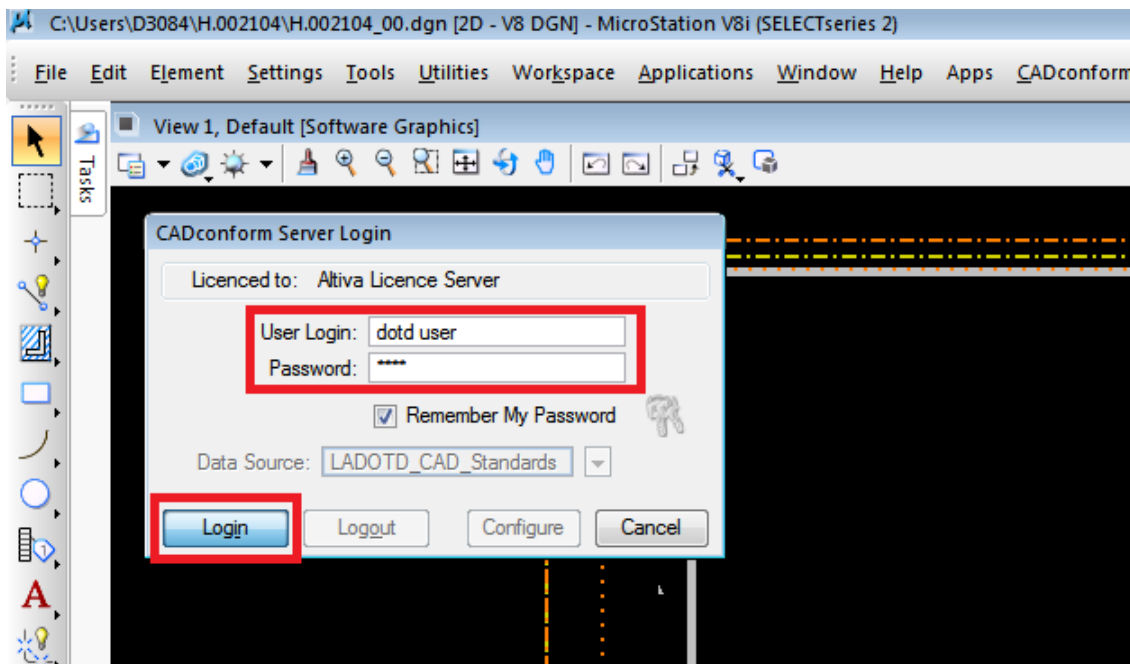 C:\Users\D3084\H.002104\H.002104_00.dgn [2D - V8 DGN] - MicroStation V8i (SELECTseries 2)
File Edit Element Settings Tools Utilities Workspace Applications Window Help Apps CADconform
Tasks
View 1, Default [Software Graphics]
CADconform Server Login
Licenced to: Altiva Licence Server
User Login: dotd user
Password: ****
Remember My Password
Data Source: LADOTD_CAD_Standards
Login Logout Configure Cancel
1
A